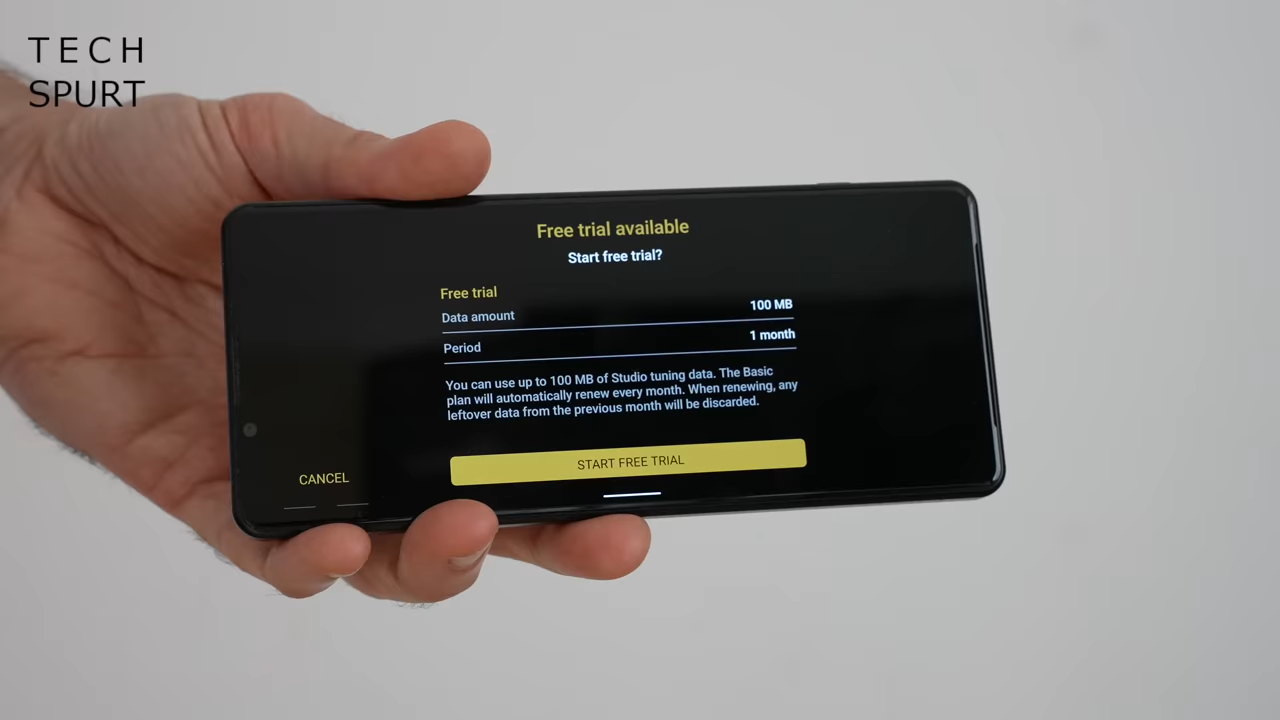 TECH
SPURT
Free trial available
Start free trial?
Free trial
Data amount 100 MB
Period 1 month
You can use up to 100 MB of Studio tuning data. The Basic
plan will automatically renew every month. When renewing, any
leftover data from the previous month will be discarded.
CANCEL
START FREE TRIAL